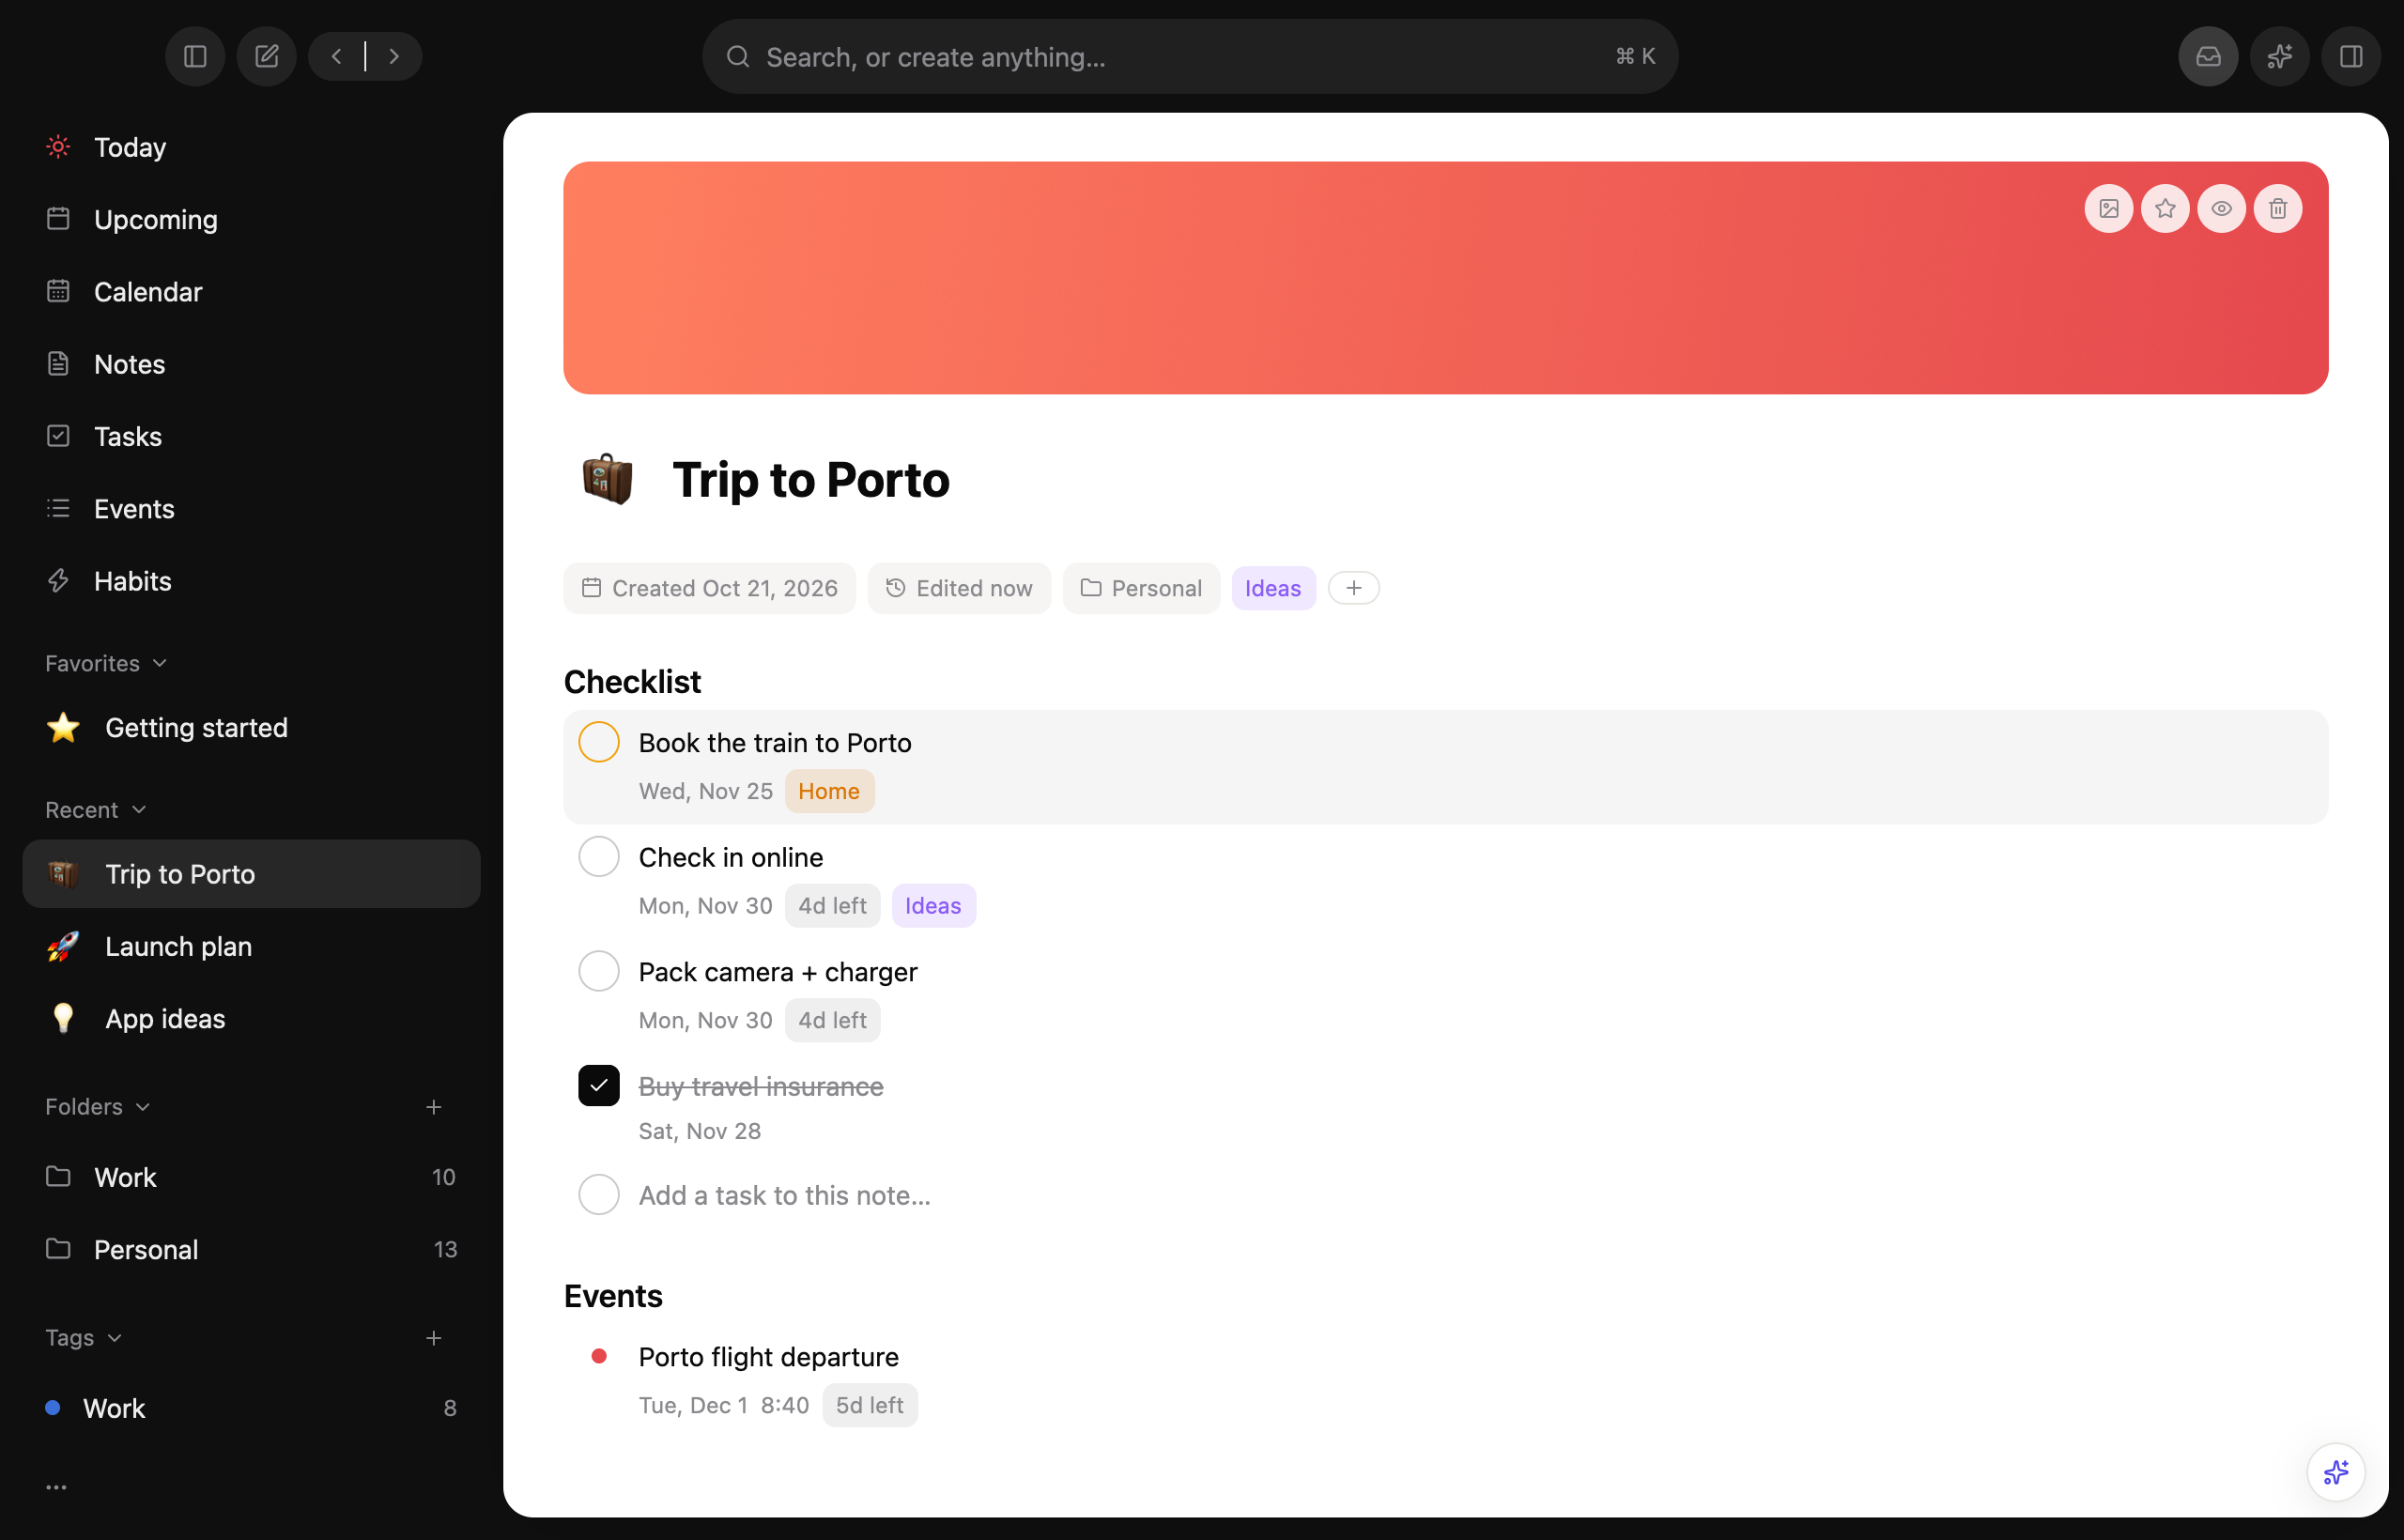 Search, or create anything...
⌘ K
Today
Upcoming
Calendar
Notes
Tasks
Events
Habits
Favorites
Getting started
Recent
Trip to Porto
Launch plan
App ideas
Folders
Work 10
Personal 13
Tags
Work 8
Trip to Porto
Created Oct 21, 2026 Edited now Personal Ideas
Checklist
Book the train to Porto
Wed, Nov 25 Home
Check in online
Mon, Nov 30 4d left Ideas
Pack camera + charger
Mon, Nov 30 4d left
Buy travel insurance
Sat, Nov 28
Add a task to this note...
Events
Porto flight departure
Tue, Dec 1 8:40 5d left